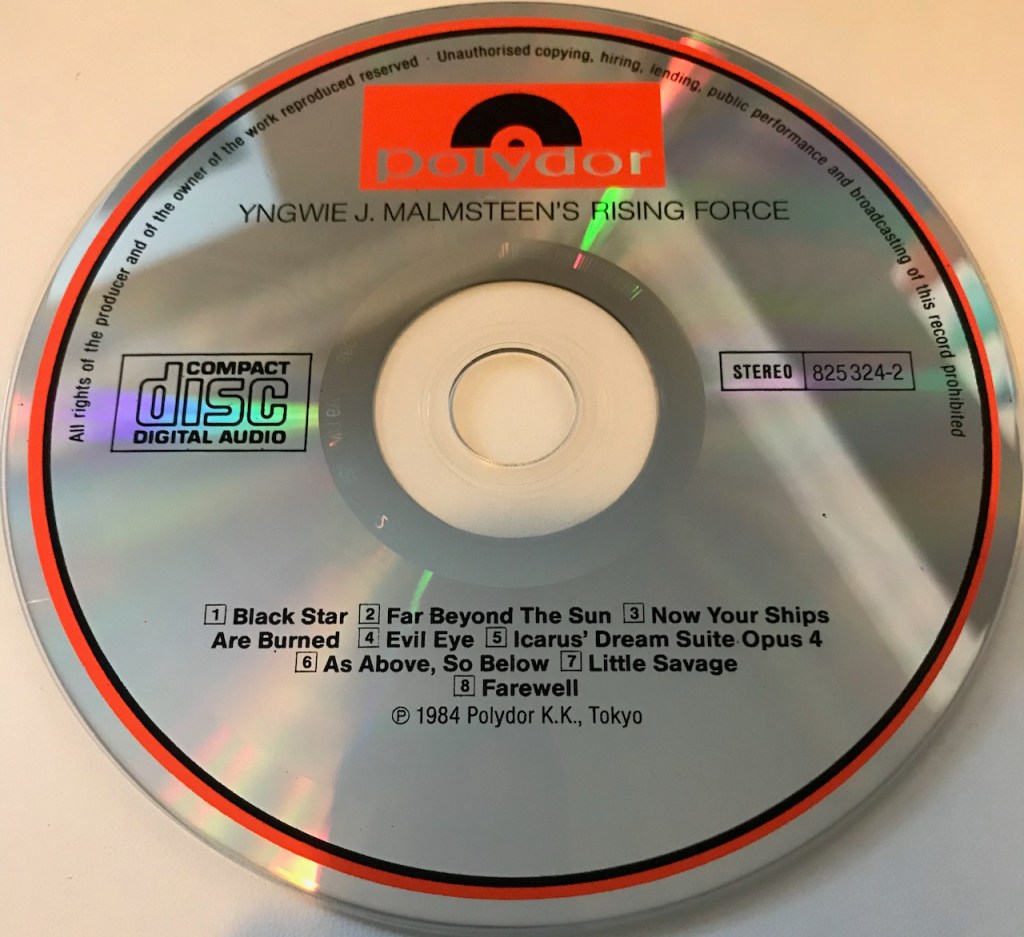 All rights of the producer and of the owner of the work reproduced reserved · Unauthorised copying, hiring, lending, public performance and broadcasting of this record prohibited
polydor
YNGWIE J. MALMSTEEN'S RISING FORCE
COMPACT
disc
DIGITAL AUDIO
STEREO 825 324-2
1 Black Star 2 Far Beyond The Sun 3 Now Your Ships
Are Burned 4 Evil Eye 5 Icarus' Dream Suite Opus 4
6 As Above, So Below 7 Little Savage
8 Farewell
℗ 1984 Polydor K.K., Tokyo